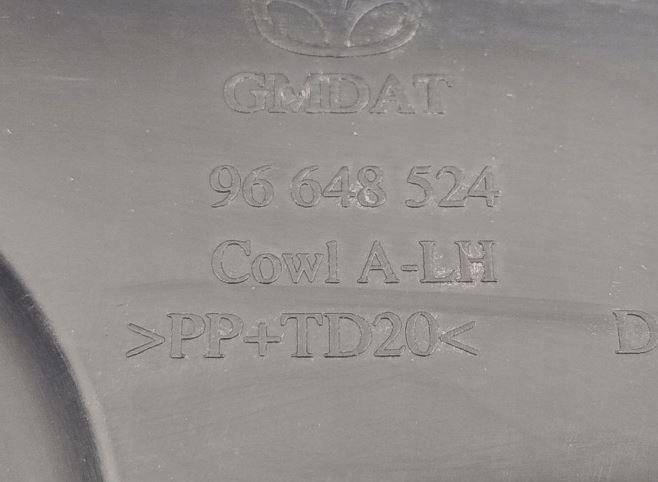 GMDAT
96 648 524
Cowl A-LH
>PP+TD20<
D